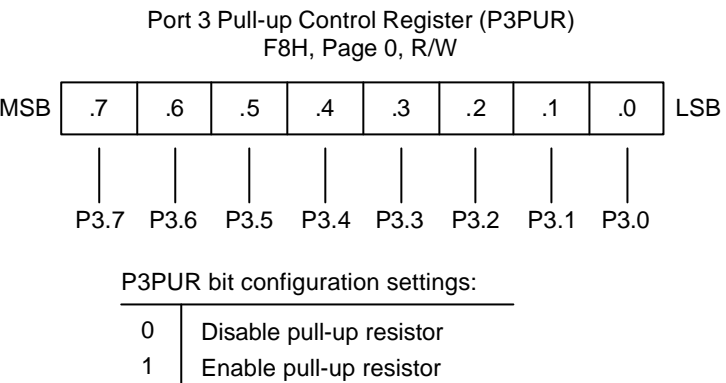 Port 3 Pull-up Control Register (P3PUR)
F8H, Page 0, R/W
MSB .7 .6 .5 .4 .3 .2 .1 .0 LSB
P3.7 P3.6 P3.5 P3.4 P3.3 P3.2 P3.1 P3.0
P3PUR bit configuration settings:
0 Disable pull-up resistor
1 Enable pull-up resistor